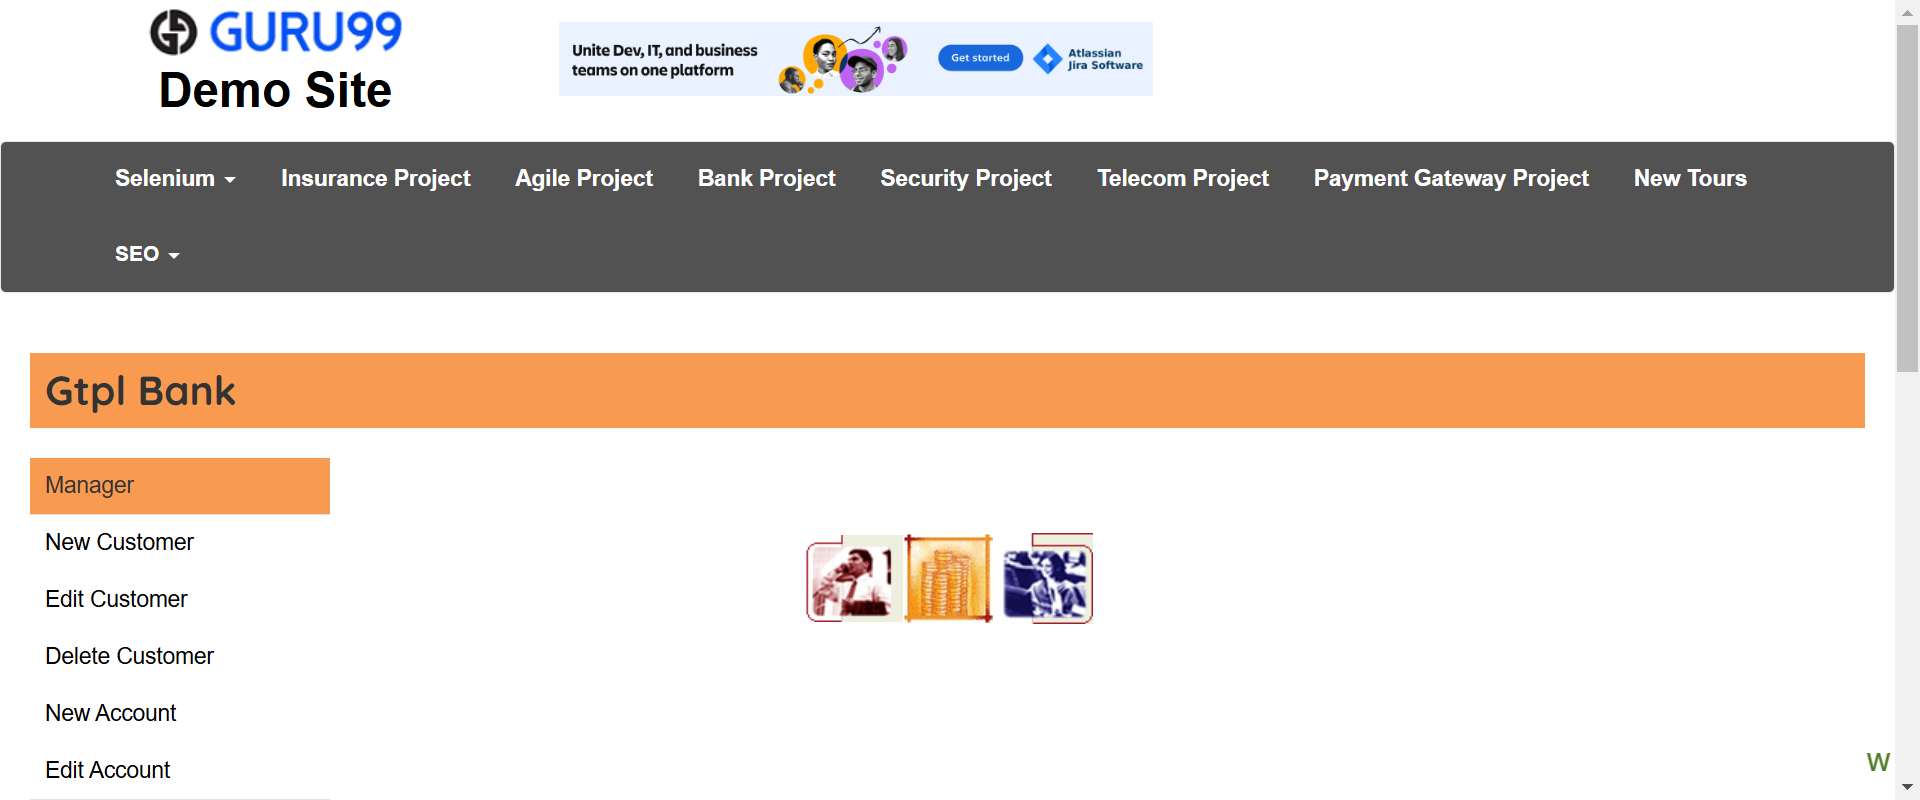 GURU99
Demo Site
Unite Dev, IT, and business
teams on one platform
Get started
Atlassian
Jira Software
Selenium
Insurance Project
Agile Project
Bank Project
Security Project
Telecom Project
Payment Gateway Project
New Tours
SEO
Gtpl Bank
Manager
New Customer
Edit Customer
Delete Customer
New Account
Edit Account
W